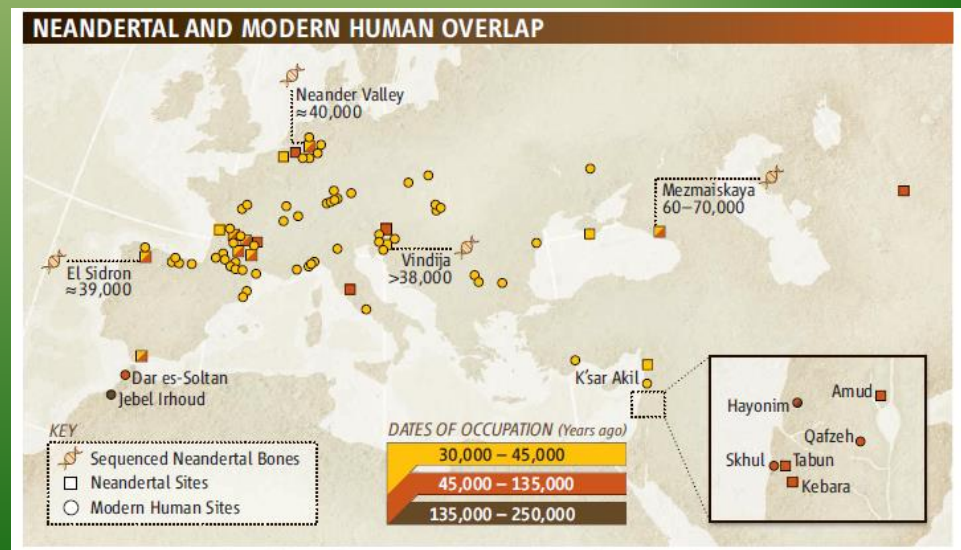 NEANDERTAL AND MODERN HUMAN OVERLAP
Neander Valley
≈40,000
Mezmaiskaya
60–70,000
El Sidron
≈39,000
Vindija
>38,000
Dar es-Soltan
Jebel Irhoud
K'sar Akil
KEY
Sequenced Neandertal Bones
Neandertal Sites
Modern Human Sites
DATES OF OCCUPATION (Years ago)
30,000 – 45,000
45,000 – 135,000
135,000 – 250,000
Hayonim
Amud
Qafzeh
Skhul
Tabun
Kebara